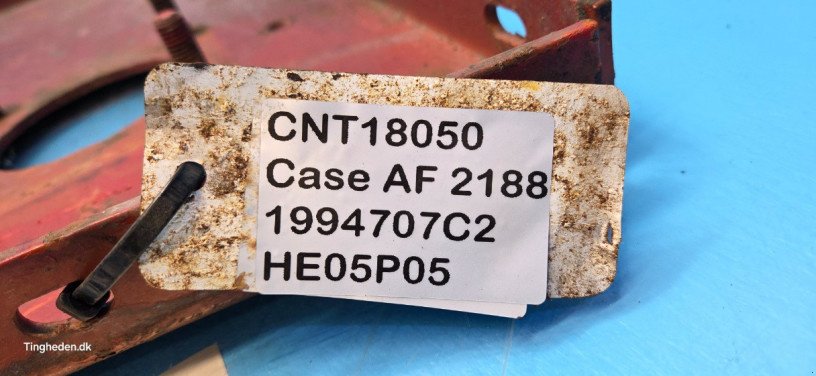 CNT18050
Case AF 2188
1994707C2
HE05P05
Tingheden.dk